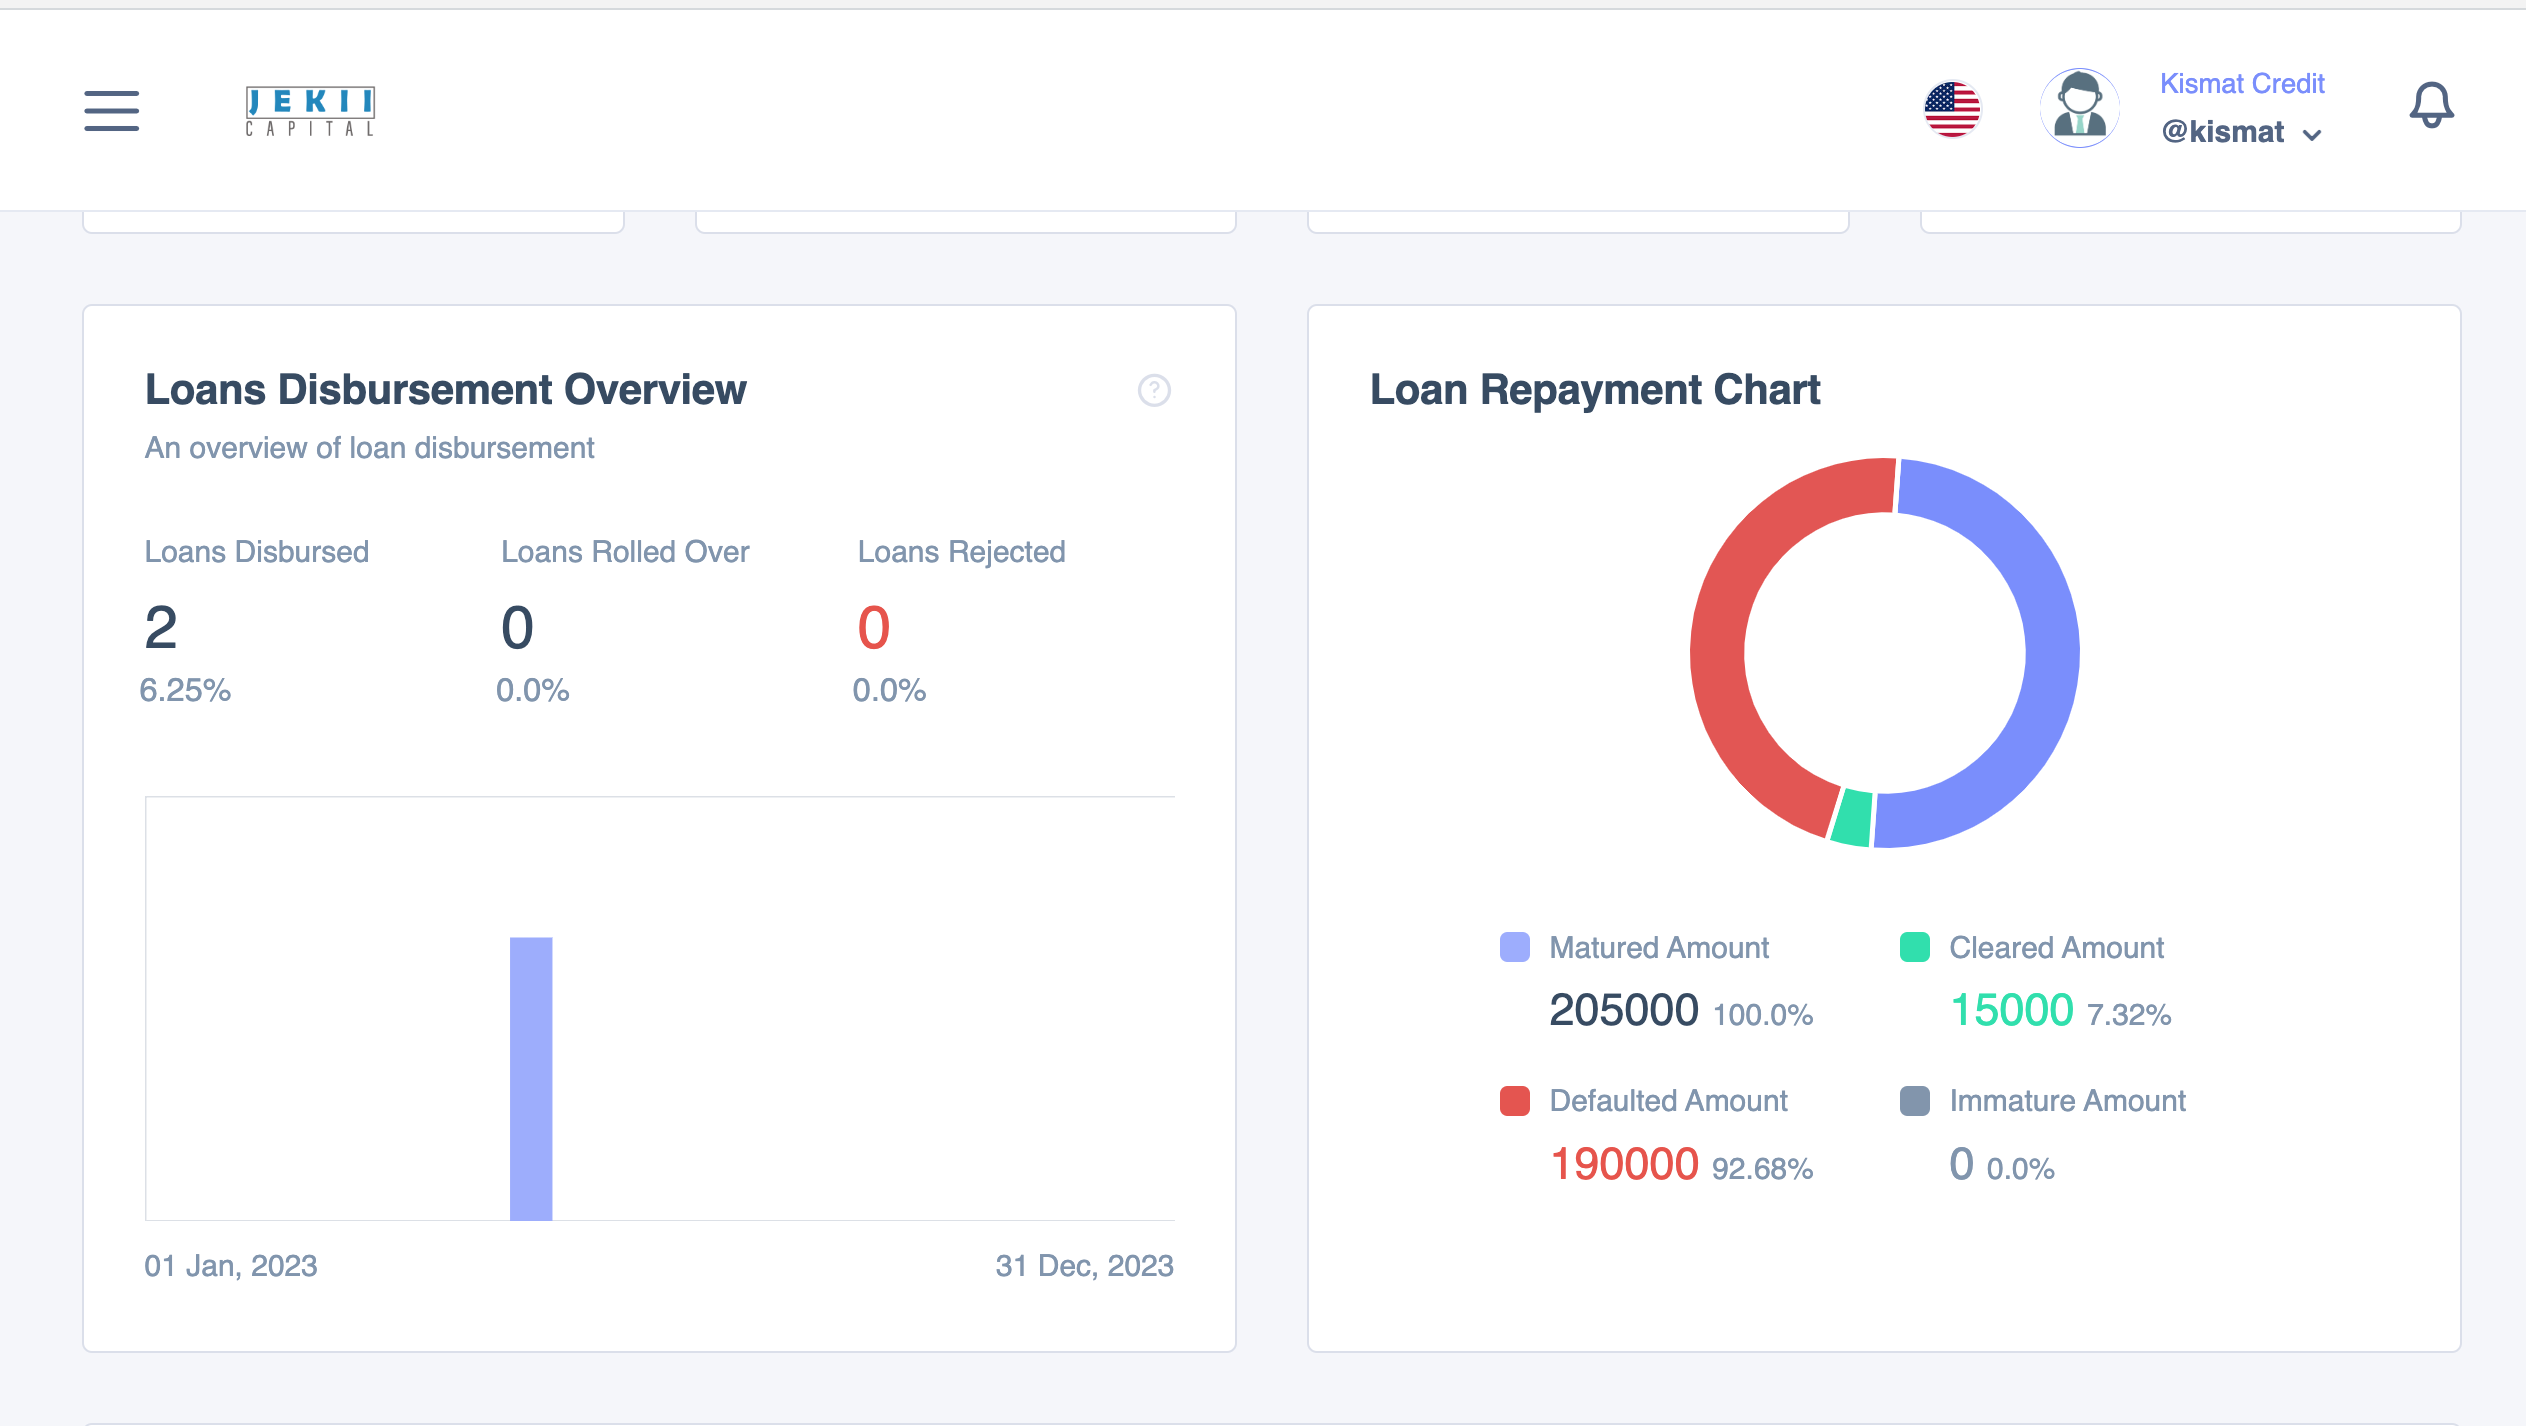 JEKII
CAPITAL
Kismat Credit
@kismat
Loans Disbursement Overview
?
An overview of loan disbursement
Loans Disbursed
2
6.25%
Loans Rolled Over
0
0.0%
Loans Rejected
0
0.0%
01 Jan, 2023
31 Dec, 2023
Loan Repayment Chart
Matured Amount
205000 100.0%
Cleared Amount
15000 7.32%
Defaulted Amount
190000 92.68%
Immature Amount
0 0.0%